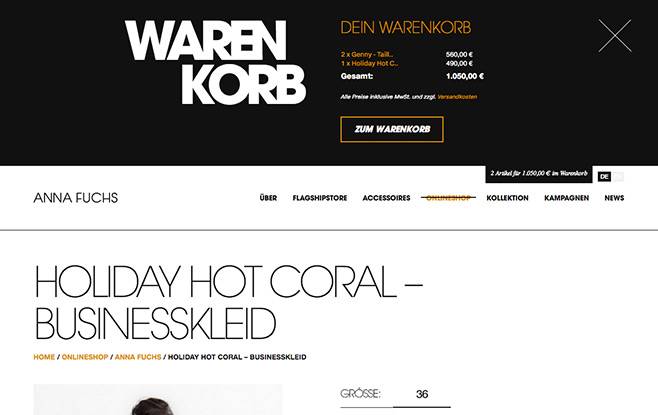 WAREN
KORB
DEIN WARENKORB
2 x Genny - Taill.. 560,00 €
1 x Holiday Hot C.. 490,00 €
Gesamt: 1.050,00 €
Alle Preise inklusive MwSt. und zzgl. Versandkosten
ZUM WARENKORB
2 Artikel für 1.050,00 € im Warenkorb DE
ANNA FUCHS ÜBER FLAGSHIPSTORE ACCESSOIRES ONLINESHOP KOLLEKTION KAMPAGNEN NEWS
HOLIDAY HOT CORAL –
BUSINESSKLEID
HOME / ONLINESHOP / ANNA FUCHS / HOLIDAY HOT CORAL – BUSINESSKLEID
GRÖSSE: 36